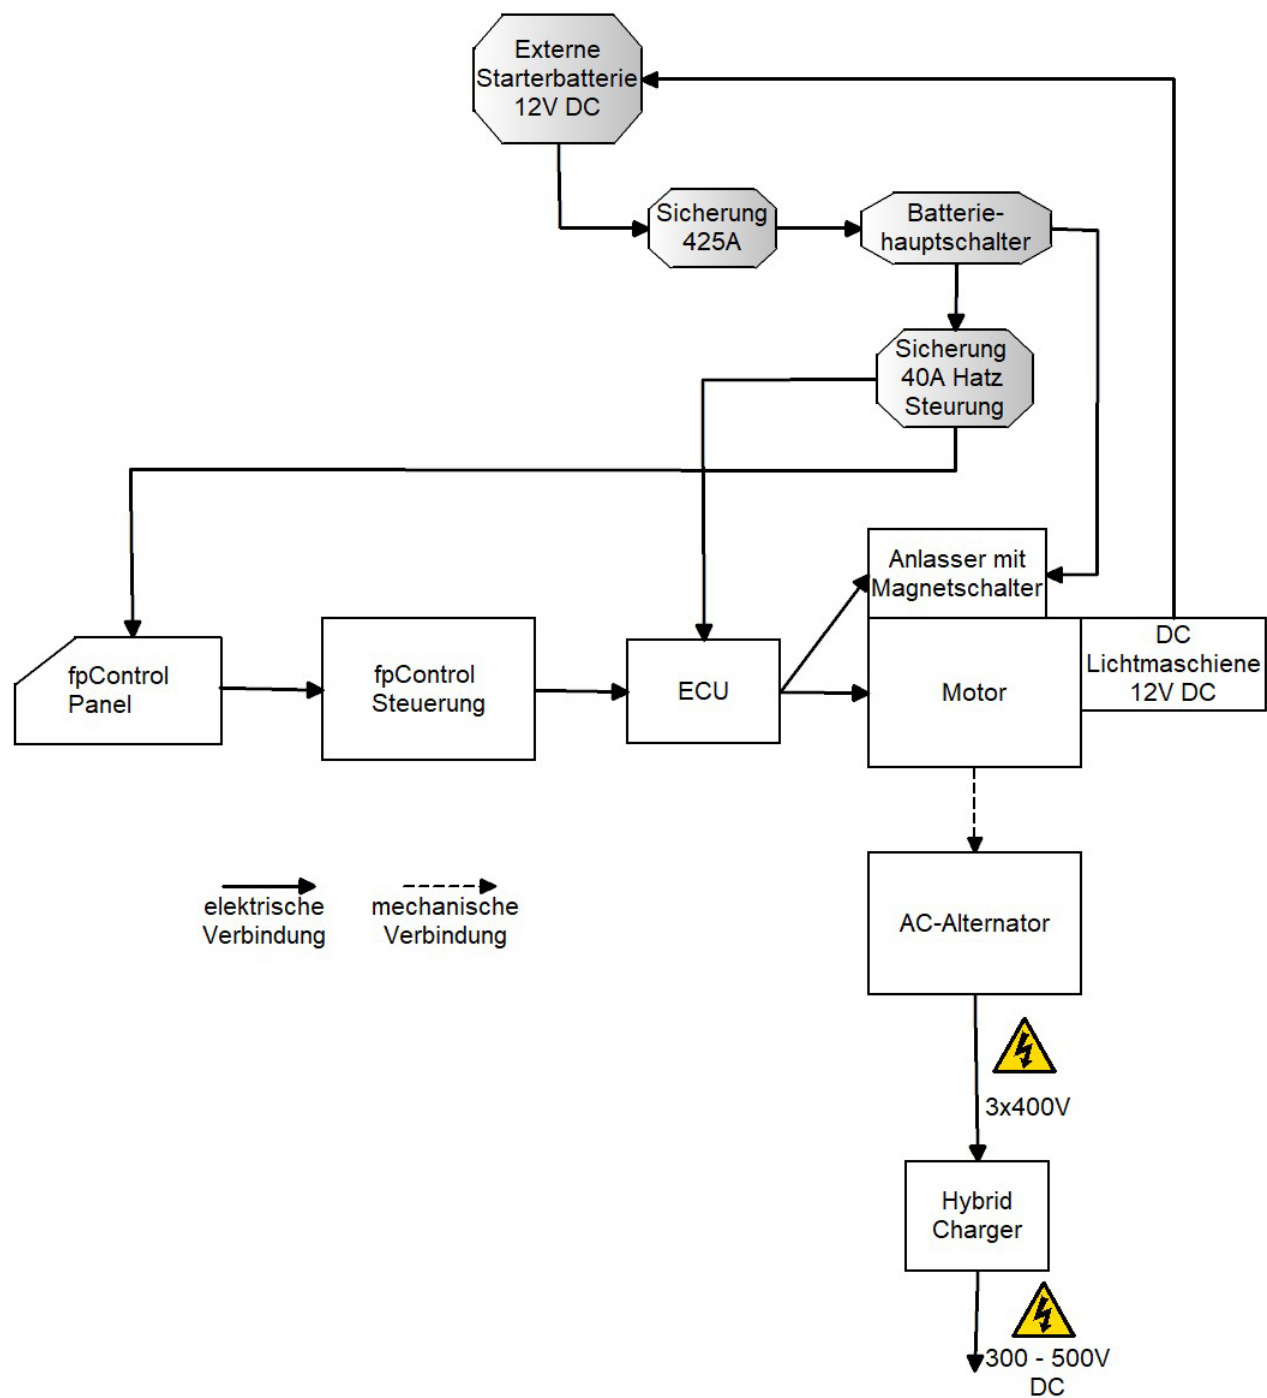 Externe
Starterbatterie
12V DC
Sicherung
425A
Batterie-
hauptschalter
Sicherung
40A Hatz
Steurung
Anlasser mit
Magnetschalter
fpControl
Panel
fpControl
Steuerung
ECU
Motor
DC
Lichtmaschiene
12V DC
elektrische
Verbindung
mechanische
Verbindung
AC-Alternator
3x400V
Hybrid
Charger
300 - 500V
DC